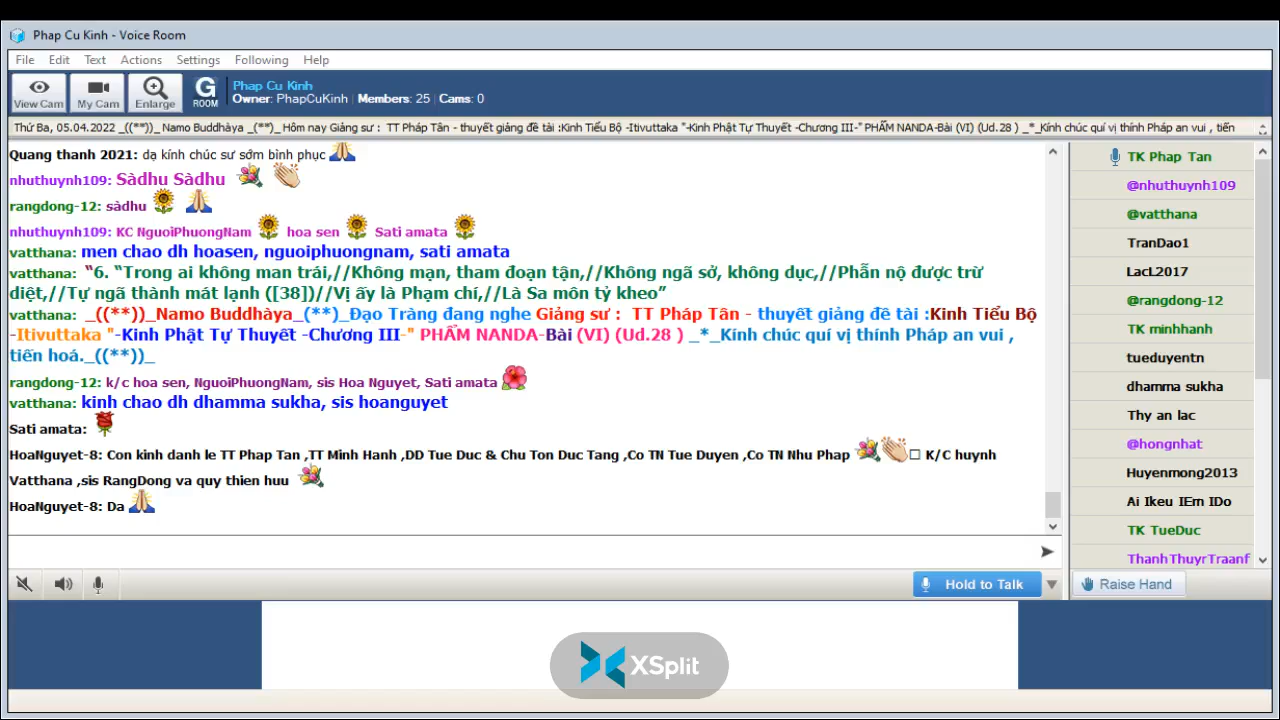 Phap Cu Kinh - Voice Room
File Edit Text Actions Settings Following Help
View Cam My Cam Enlarge G ROOM
Phap Cu Kinh
Owner: PhapCuKinh | Members: 25 | Cams: 0
Thứ Ba, 05.04.2022 _((**))_ Namo Buddhàya _(**)_ Hôm nay Giảng sư : TT Pháp Tân - thuyết giảng đề tài :Kinh Tiểu Bộ -Itivuttaka "-Kinh Phật Tự Thuyết -Chương III-" PHẨM NANDA-Bài (VI) (Ud.28 ) _*_Kính chúc quí vị thính Pháp an vui , tiến
Quang thanh 2021: dạ kính chúc sư sớm bình phục
nhuthuynh109: Sàdhu Sàdhu
rangdong-12: sàdhu
nhuthuynh109: KC NguoiPhuongNam hoa sen Sati amata
vatthana: men chao dh hoasen, nguoiphuongnam, sati amata
vatthana: “6. “Trong ai không man trái,//Không mạn, tham đoạn tận,//Không ngã sở, không dục,//Phẫn nộ được trừ
diệt,//Tự ngã thành mát lạnh ([38])//Vị ấy là Phạm chí,//Là Sa môn tỷ kheo”
vatthana: _((**))_Namo Buddhàya_(**)_Đạo Tràng đang nghe Giảng sư : TT Pháp Tân - thuyết giảng đề tài :Kinh Tiểu Bộ
-Itivuttaka "-Kinh Phật Tự Thuyết -Chương III-" PHẨM NANDA-Bài (VI) (Ud.28 ) _*_Kính chúc quí vị thính Pháp an vui ,
tiến hoá._((**))_
rangdong-12: k/c hoa sen, NguoiPhuongNam, sis Hoa Nguyet, Sati amata
vatthana: kinh chao dh dhamma sukha, sis hoanguyet
Sati amata:
HoaNguyet-8: Con kinh danh le TT Phap Tan ,TT Minh Hanh ,DD Tue Duc & Chu Ton Duc Tang ,Co TN Tue Duyen ,Co TN Nhu Phap □ K/C huynh
Vatthana ,sis RangDong va quy thien huu
HoaNguyet-8: Da
Hold to Talk
TK Phap Tan
@nhuthuynh109
@vatthana
TranDao1
LacL2017
@rangdong-12
TK minhhanh
tueduyentn
dhamma sukha
Thy an lac
@hongnhat
Huyenmong2013
Ai Ikeu IEm IDo
TK TueDuc
ThanhThuyrTraanf
Raise Hand
XSplit